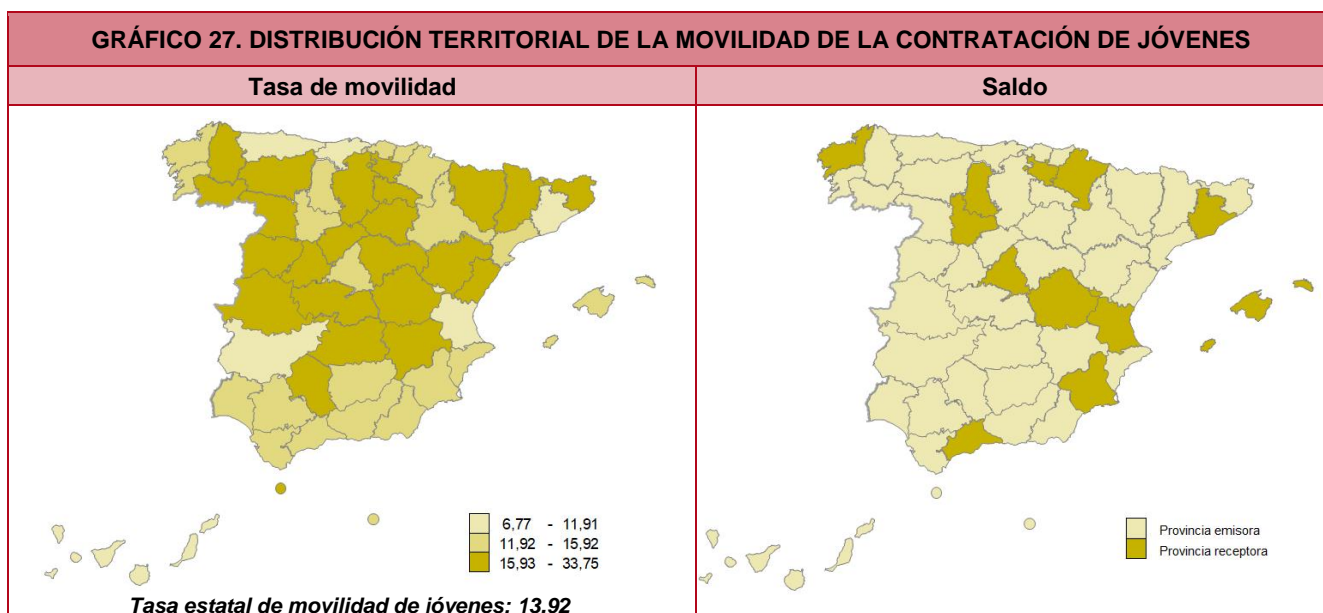 GRÁFICO 27. DISTRIBUCIÓN TERRITORIAL DE LA MOVILIDAD DE LA CONTRATACIÓN DE JÓVENES
Tasa de movilidad
Saldo
6,77 - 11,91
11,92 - 15,92
15,93 - 33,75
Provincia emisora
Provincia receptora
Tasa estatal de movilidad de jóvenes: 13,92